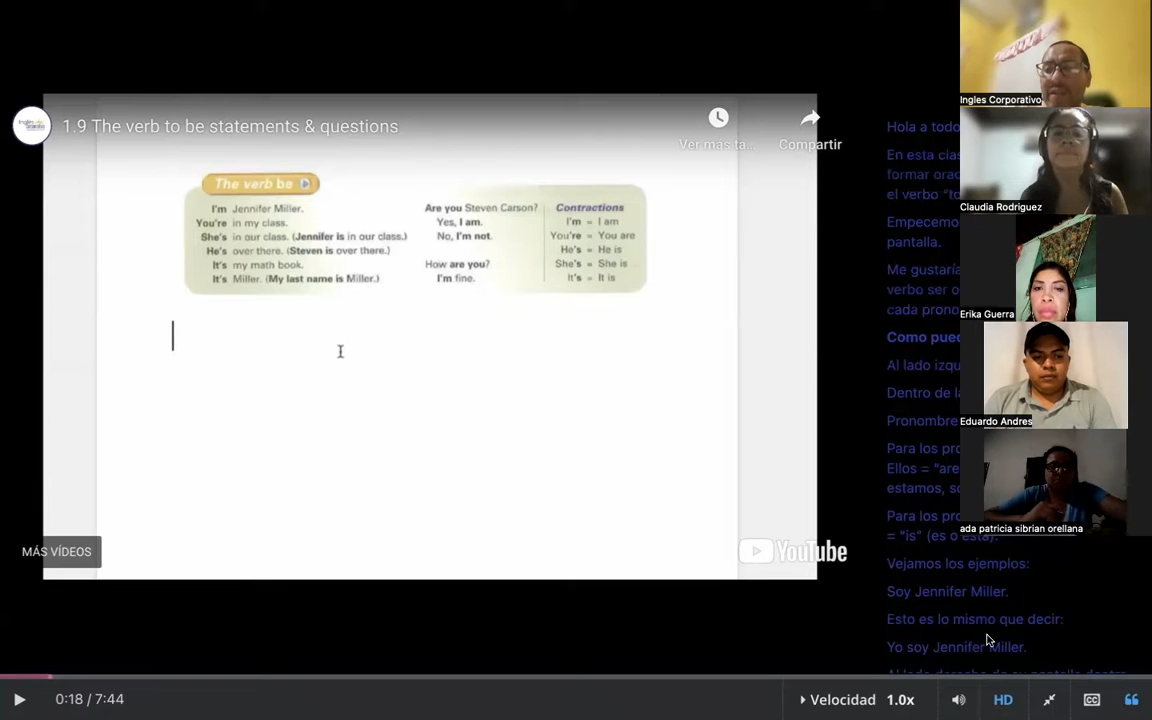 1.9 The verb to be statements & questions
Ver más ta...
Compartir
The verb be
I'm Jennifer Miller.
You're in my class.
She's in our class. (Jennifer is in our class.)
He's over there. (Steven is over there.)
It's my math book.
It's Miller. (My last name is Miller.)
Are you Steven Carson?
Yes, I am.
No, I'm not.
How are you?
I'm fine.
Contractions
I'm = I am
You're = You are
He's = He is
She's = She is
It's = It is
MÁS VÍDEOS
YouTube
Hola a todo
En esta clas
formar orac
el verbo "to
Empecemo
pantalla.
Me gustaría
verbo ser o
cada prono
Como pued
Al lado izqu
Dentro de la
Pronombre
Para los pro
Ellos = "are
estamos, so
Para los pro
= "is" (es o está).
Vejamos los ejemplos:
Soy Jennifer Miller.
Esto es lo mismo que decir:
Yo soy Jennifer Miller.
Ingles Corporativo
Claudia Rodriguez
Erika Guerra
Eduardo Andres
ada patricia sibrian orellana
0:18 / 7:44
Velocidad 1.0x
HD
CC